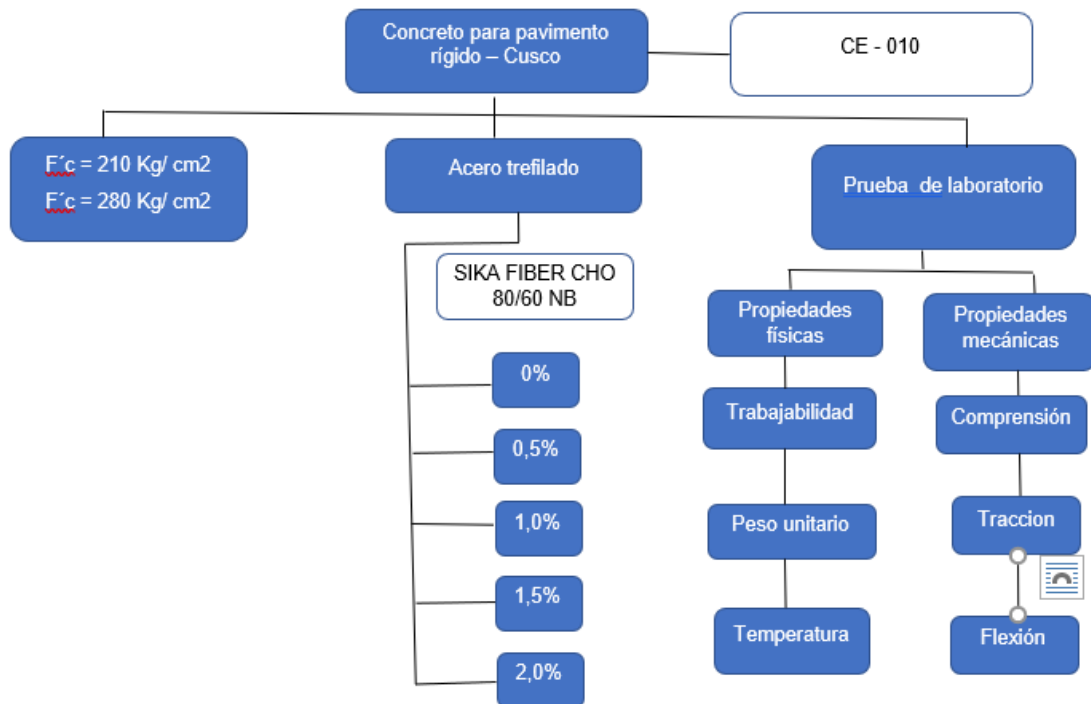 Concreto para pavimento
rígido – Cusco
CE - 010
F´c = 210 Kg/ cm2
F´c = 280 Kg/ cm2
Acero trefilado
Prueba de laboratorio
SIKA FIBER CHO
80/60 NB
0%
0,5%
1,0%
1,5%
2,0%
Propiedades
físicas
Trabajabilidad
Peso unitario
Temperatura
Propiedades
mecánicas
Comprensión
Traccion
Flexión